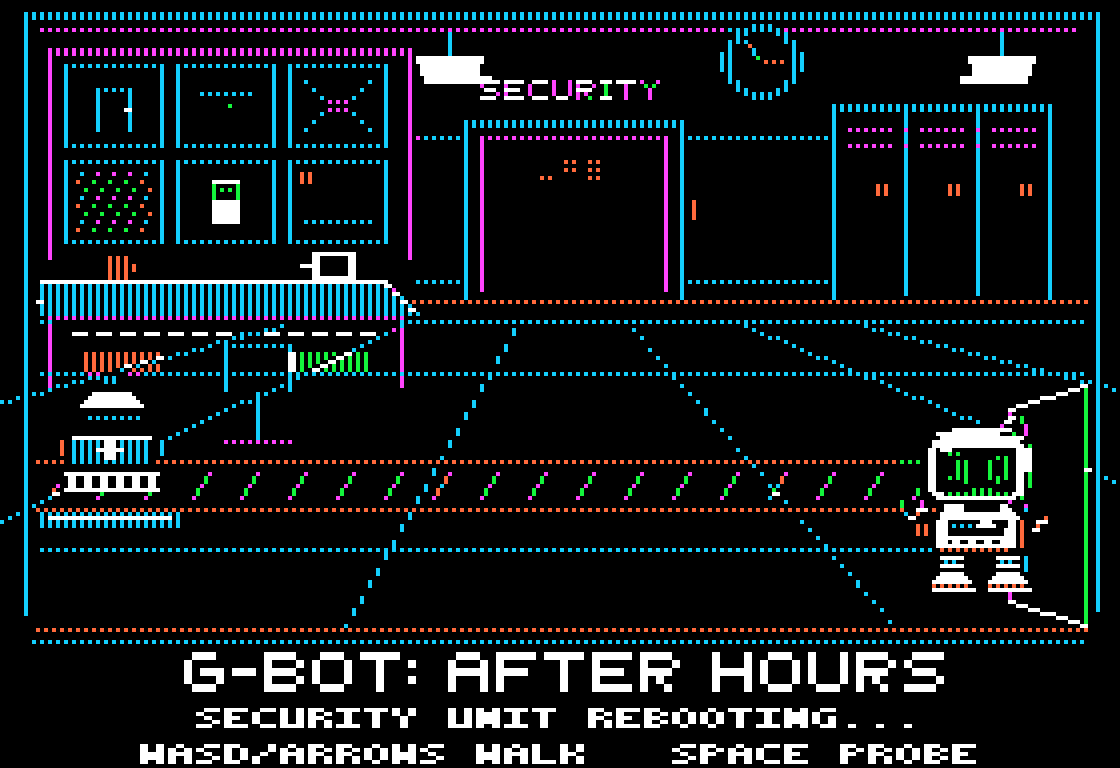 SECURITY
G-BOT: AFTER HOURS
SECURITY UNIT REBOOTING...
WASD/ARROWS WALK SPACE PROBE